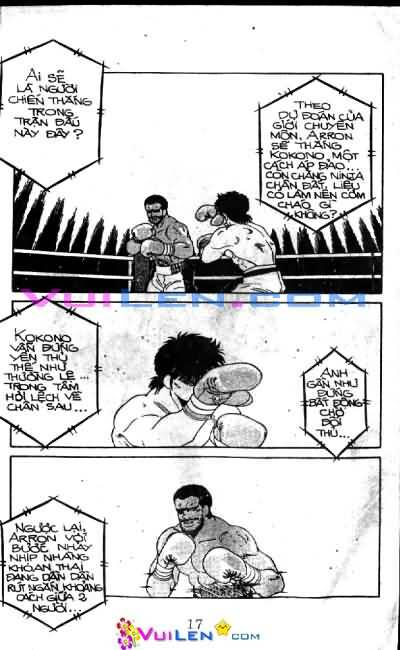 AI SẼ
LÀ NGƯỜI
CHIẾN THẮNG
TRONG
TRẬN ĐẤU
NÀY ĐÂY?
THEO
DỰ ĐOÁN CỦA
GIỚI CHUYÊN
MÔN, ARRON
SẼ THẮNG
KOKONO MỘT
CÁCH ÁP ĐẢO...
CÒN CHÀNG NINJA
CHÂN ĐẤT, LIỆU
CÓ LÀM NÊN CƠM
CHÁO GÌ
KHÔNG?
VUILEN.COM
KOKONO
VẪN ĐỨNG
YÊN THỦ
THẾ NHƯ
THƯỜNG LỆ...
TRỌNG TÂM
HƠI LỆCH VỀ
CHÂN SAU...
ANH
GẦN NHƯ
ĐỨNG
BẤT ĐỘNG
CHỜ
ĐỐI
THỦ...
NGƯỢC LẠI,
ARRON VỚI
BƯỚC NHẢY
NHỊP NHÀNG
KHOAN THAI
ĐANG DẦN DẦN
RÚT NGẮN KHOẢNG
CÁCH GIỮA 2
NGƯỜI...
17
VUILEN.COM